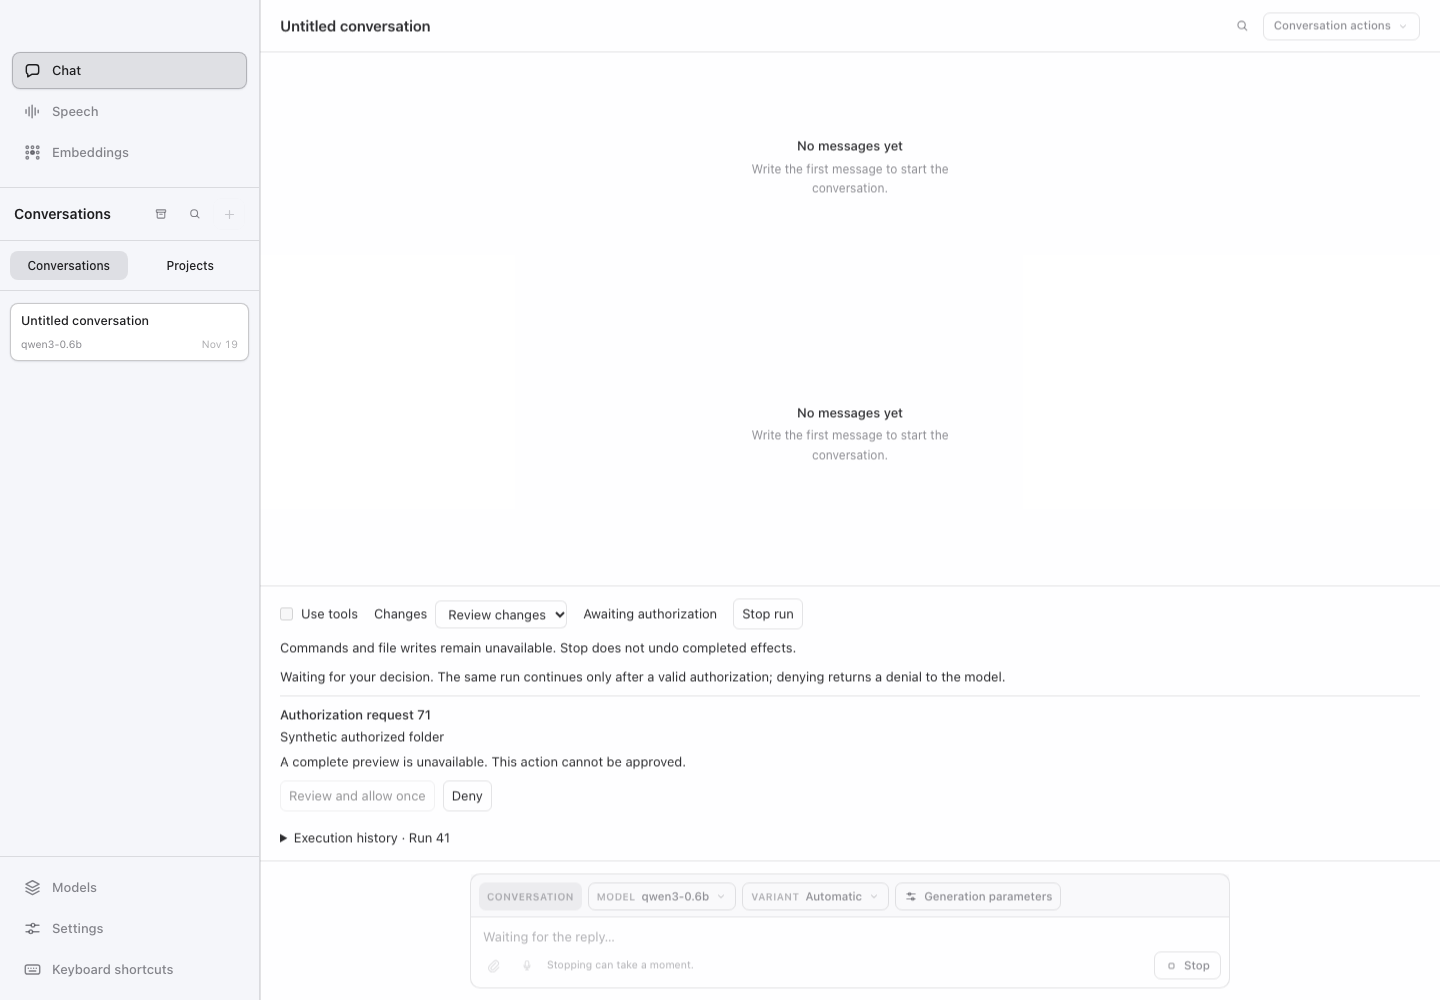 Chat
Speech
Embeddings
Conversations
Conversations
Projects
Untitled conversation
qwen3-0.6b
Nov 19
Models
Settings
Keyboard shortcuts
Untitled conversation
Conversation actions
No messages yet
Write the first message to start the
conversation.
No messages yet
Write the first message to start the
conversation.
Use tools
Changes
Review changes
Awaiting authorization
Stop run
Commands and file writes remain unavailable. Stop does not undo completed effects.
Waiting for your decision. The same run continues only after a valid authorization; denying returns a denial to the model.
Authorization request 71
Synthetic authorized folder
A complete preview is unavailable. This action cannot be approved.
Review and allow once
Deny
Execution history · Run 41
CONVERSATION
MODEL qwen3-0.6b
VARIANT Automatic
Generation parameters
Waiting for the reply…
Stopping can take a moment.
Stop